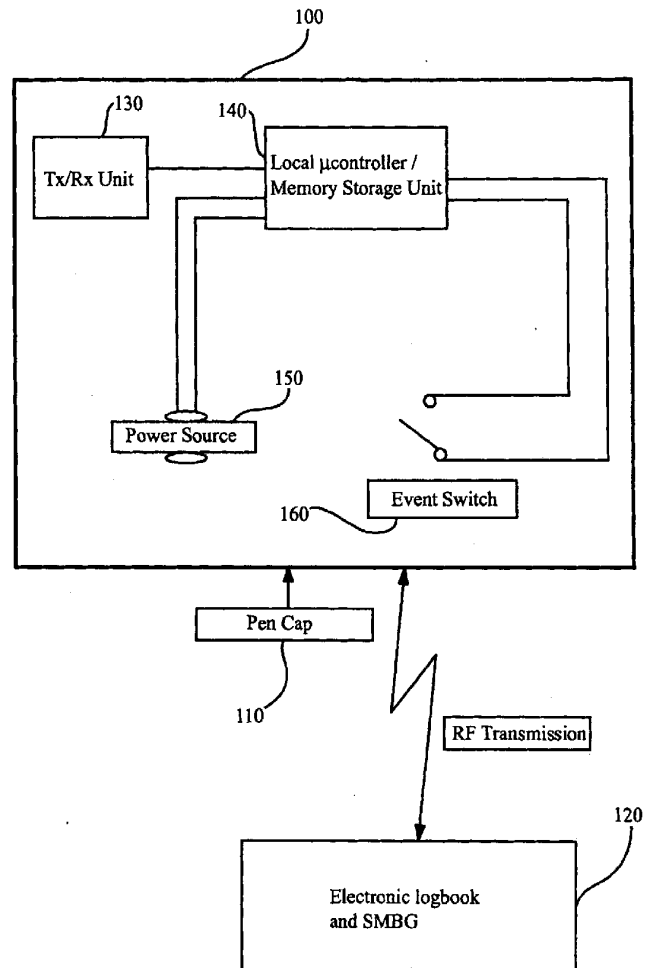 100
130
140
Tx/Rx Unit
Local μcontroller /
Memory Storage Unit
150
Power Source
Event Switch
160
Pen Cap
110
RF Transmission
120
Electronic logbook
and SMBG